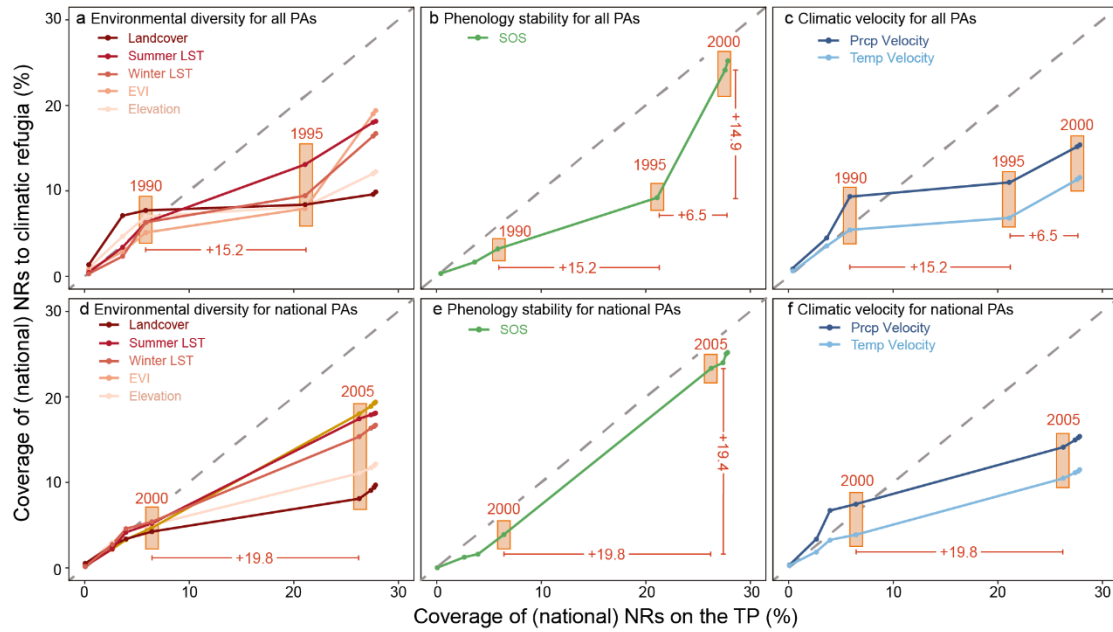 a Environmental diversity for all PAs
Landcover
Summer LST
Winter LST
EVI
Elevation
1990
1995
+15.2
30
20
10
0
b Phenology stability for all PAs
SOS
1990
1995
2000
+14.9
+6.5
+15.2
c Climatic velocity for all PAs
Prcp Velocity
Temp Velocity
1990
1995
2000
+6.5
+15.2
Coverage of (national) NRs to climatic refugia (%)
d Environmental diversity for national PAs
Landcover
Summer LST
Winter LST
EVI
Elevation
2000
2005
+19.8
30
20
10
0
0
10
20
30
e Phenology stability for national PAs
SOS
2000
2005
+19.4
+19.8
0
10
20
30
f Climatic velocity for national PAs
Prcp Velocity
Temp Velocity
2000
2005
+19.8
0
10
20
30
Coverage of (national) NRs on the TP (%)